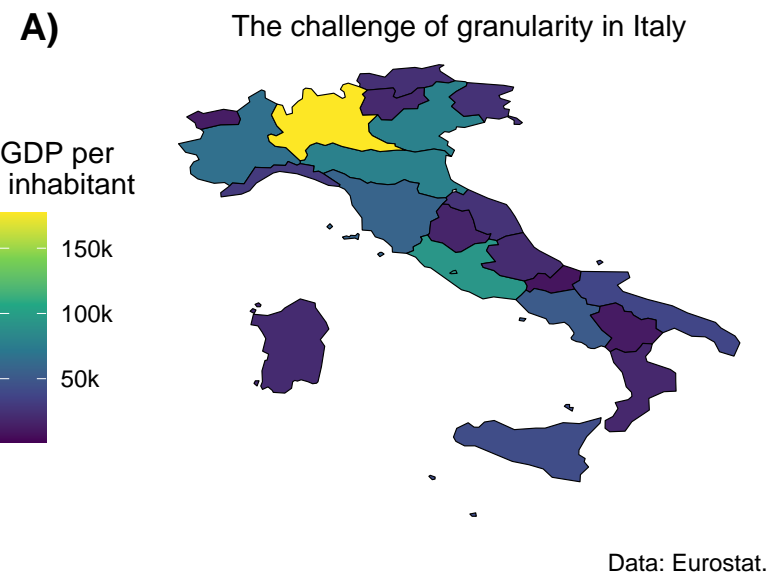 A)
The challenge of granularity in Italy
GDP per
inhabitant
150k
100k
50k
Data: Eurostat.